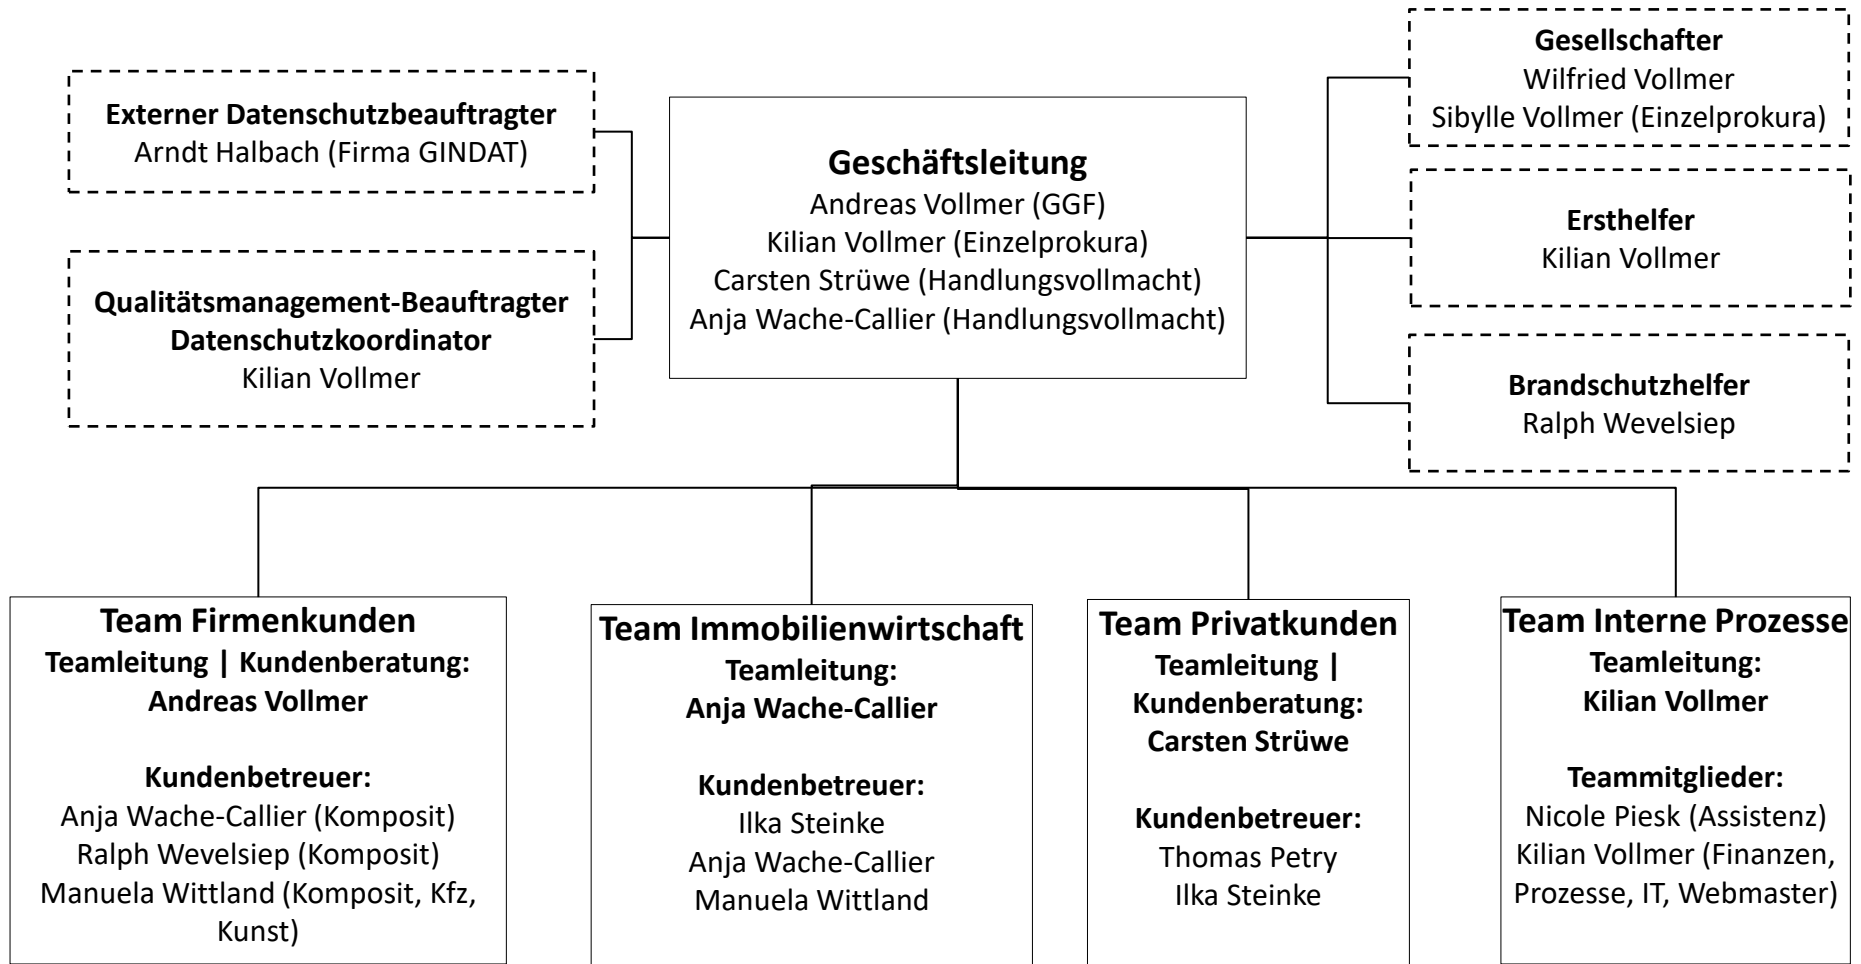 Externer Datenschutzbeauftragter
Arndt Halbach (Firma GINDAT)
Qualitätsmanagement-Beauftragter
Datenschutzkoordinator
Kilian Vollmer
Geschäftsleitung
Andreas Vollmer (GGF)
Kilian Vollmer (Einzelprokura)
Carsten Strüwe (Handlungsvollmacht)
Anja Wache-Callier (Handlungsvollmacht)
Gesellschafter
Wilfried Vollmer
Sibylle Vollmer (Einzelprokura)
Ersthelfer
Kilian Vollmer
Brandschutzhelfer
Ralph Wevelsiep
Team Firmenkunden
Teamleitung | Kundenberatung:
Andreas Vollmer
Kundenbetreuer:
Anja Wache-Callier (Komposit)
Ralph Wevelsiep (Komposit)
Manuela Wittland (Komposit, Kfz,
Kunst)
Team Immobilienwirtschaft
Teamleitung:
Anja Wache-Callier
Kundenbetreuer:
Ilka Steinke
Anja Wache-Callier
Manuela Wittland
Team Privatkunden
Teamleitung |
Kundenberatung:
Carsten Strüwe
Kundenbetreuer:
Thomas Petry
Ilka Steinke
Team Interne Prozesse
Teamleitung:
Kilian Vollmer
Teammitglieder:
Nicole Piesk (Assistenz)
Kilian Vollmer (Finanzen,
Prozesse, IT, Webmaster)